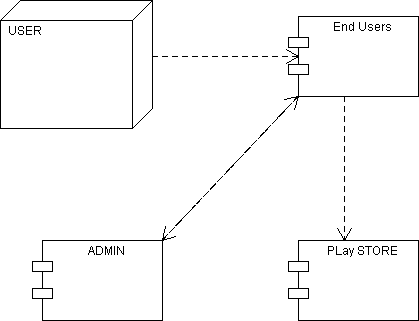 USER
End Users
ADMIN
PLay STORE